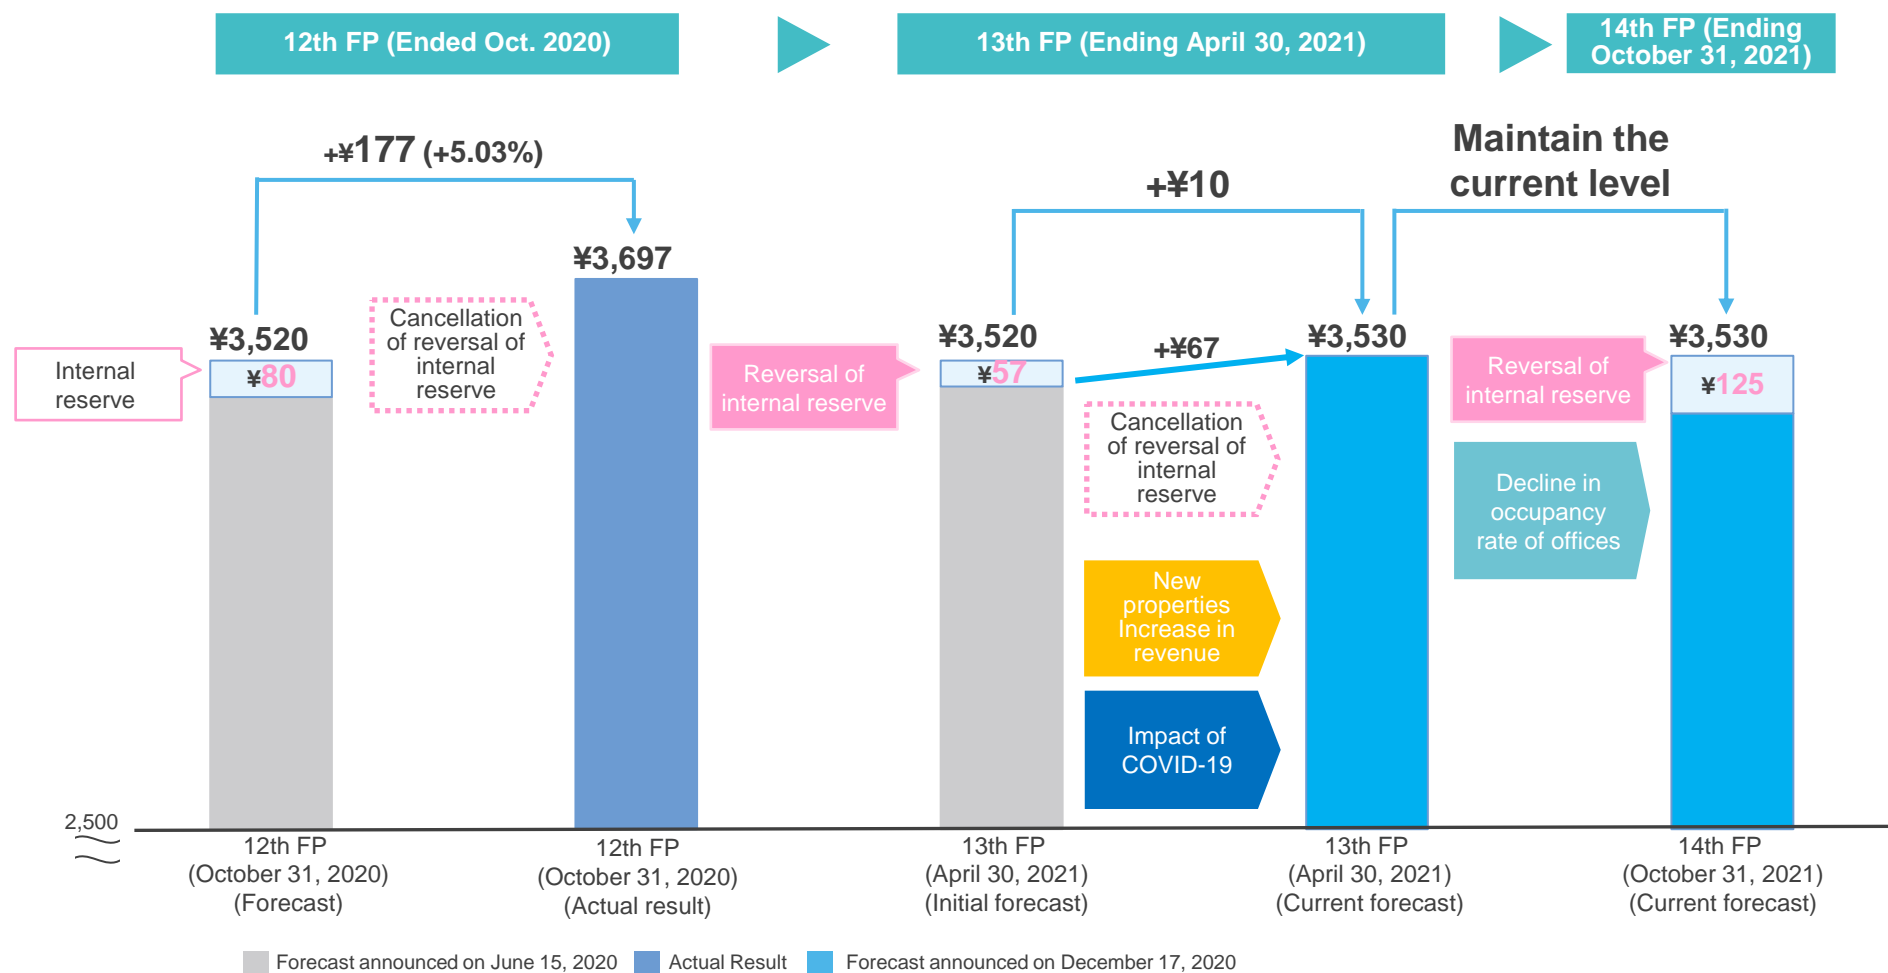 12th FP (Ended Oct. 2020)
13th FP (Ending April 30, 2021)
14th FP (Ending
October 31, 2021)
+¥177 (+5.03%)
+¥10
Maintain the
current level
¥3,520
¥3,697
¥3,520
¥3,530
¥3,530
Internal
reserve
¥80
Cancellation
of reversal of
internal
reserve
Reversal of
internal reserve
¥57
+¥67
Cancellation
of reversal of
internal
reserve
New
properties
Increase in
revenue
Impact of
COVID-19
Reversal of
internal reserve
¥125
Decline in
occupancy
rate of offices
2,500
12th FP
(October 31, 2020)
(Forecast)
12th FP
(October 31, 2020)
(Actual result)
13th FP
(April 30, 2021)
(Initial forecast)
13th FP
(April 30, 2021)
(Current forecast)
14th FP
(October 31, 2021)
(Current forecast)
Forecast announced on June 15, 2020
Actual Result
Forecast announced on December 17, 2020